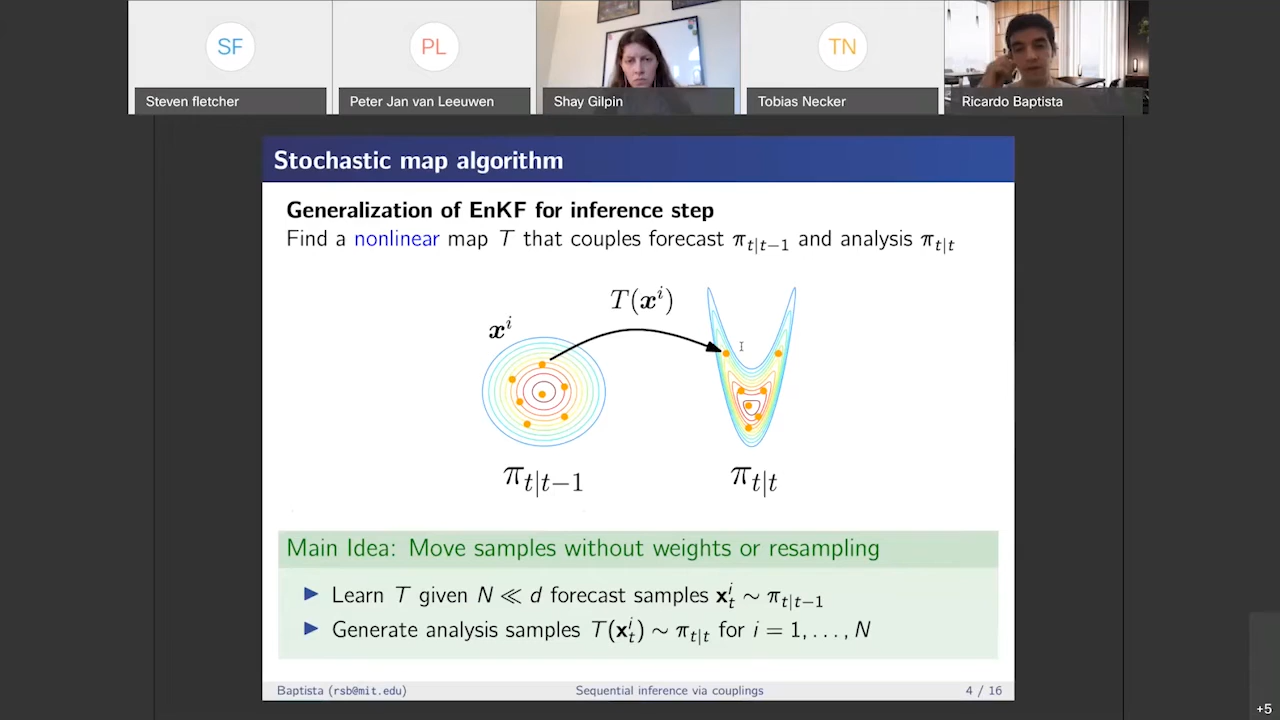 SF
PL
TN
Steven fletcher
Peter Jan van Leeuwen
Shay Gilpin
Tobias Necker
Ricardo Baptista
Stochastic map algorithm
Generalization of EnKF for inference step
Find a nonlinear map T that couples forecast π_{t|t−1} and analysis π_{t|t}
T(x^i)
x^i
π_{t|t−1}
π_{t|t}
Main Idea: Move samples without weights or resampling
▶ Learn T given N ≪ d forecast samples x_t^i ∼ π_{t|t−1}
▶ Generate analysis samples T(x_t^i) ∼ π_{t|t} for i = 1, . . . , N
Baptista (rsb@mit.edu)
Sequential inference via couplings
4 / 16
+5